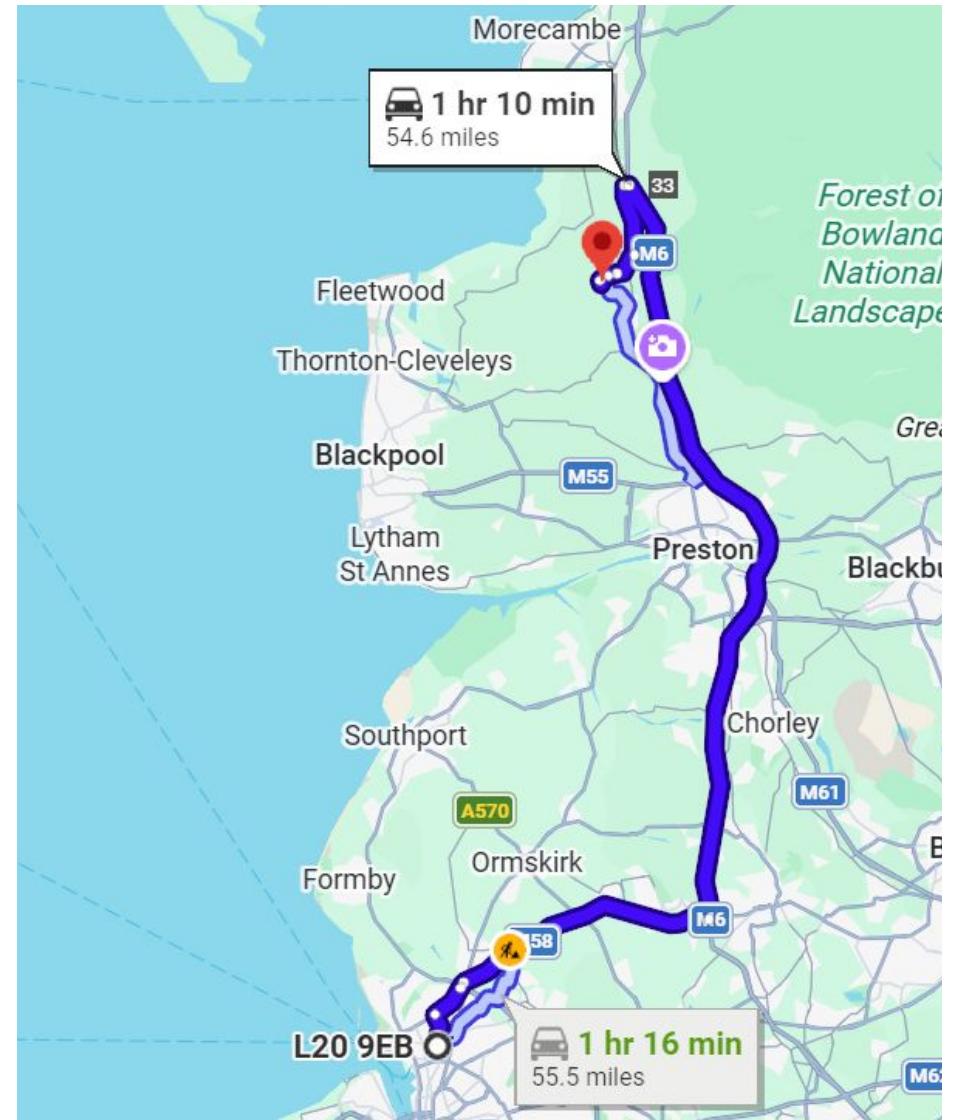 Morecambe
1 hr 10 min
54.6 miles
33
Forest of
Bowland
National
Landscape
M6
Fleetwood
Thornton-Cleveleys
Blackpool
M55
Lytham
St Annes
Preston
Southport
Chorley
M61
A570
Ormskirk
Formby
M6
58
L20 9EB
1 hr 16 min
55.5 miles